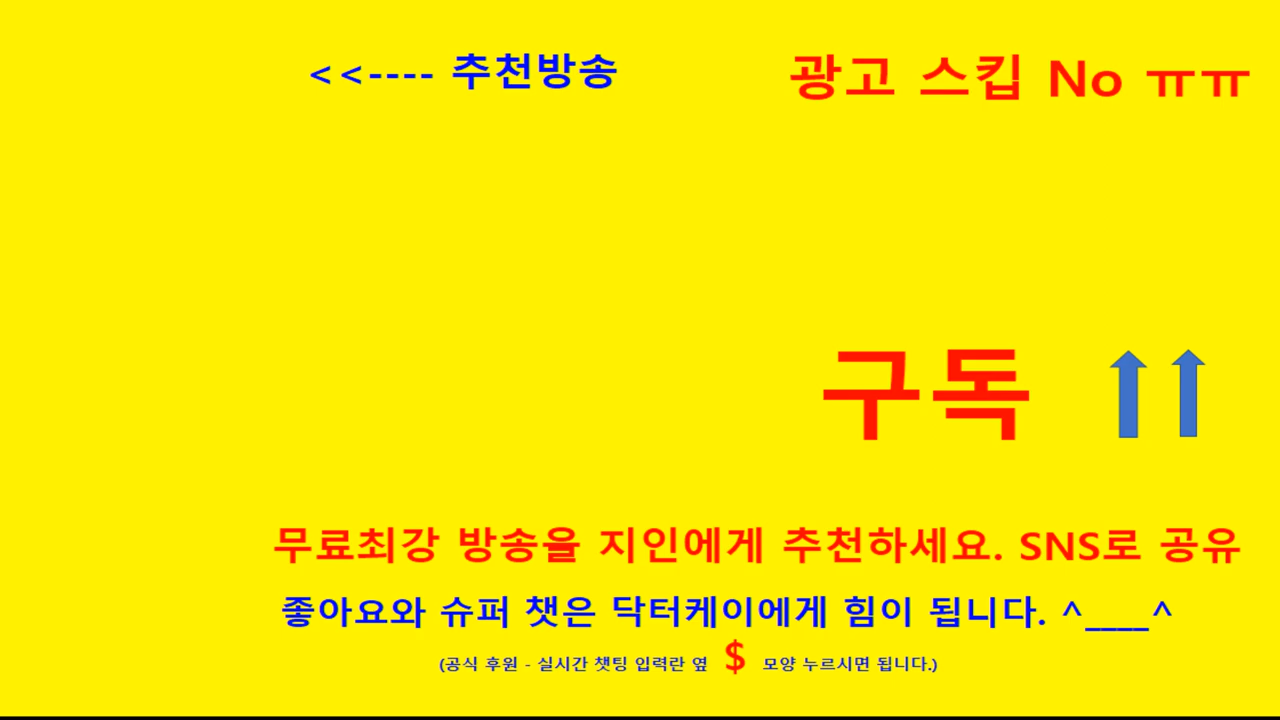 <<---- 추천방송
광고 스킵 No ㅠㅠ
구독
무료최강 방송을 지인에게 추천하세요. SNS로 공유
좋아요와 슈퍼 챗은 닥터케이에게 힘이 됩니다. ^____^
(공식 후원 - 실시간 챗팅 입력란 옆 $ 모양 누르시면 됩니다.)